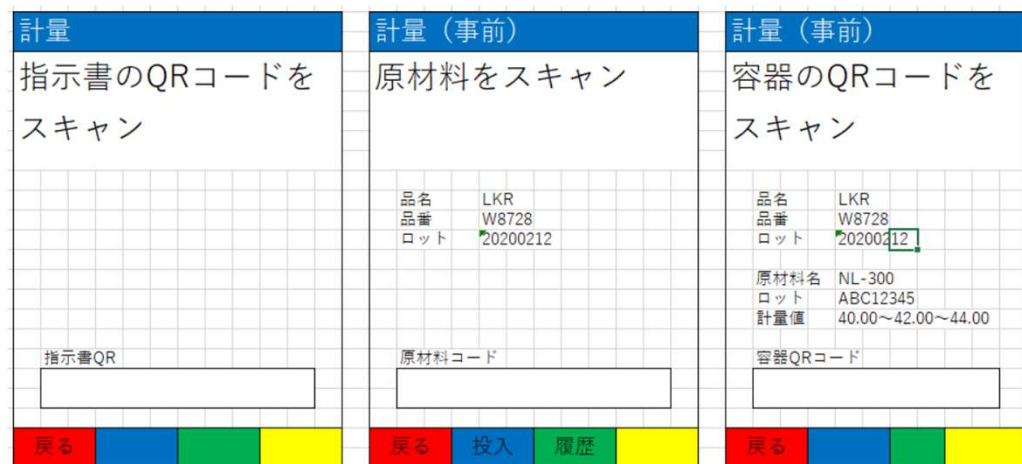 計量
指示書のQRコードを
スキャン
指示書QR
戻る
計量（事前）
原材料をスキャン
品名 LKR
品番 W8728
ロット 20200212
原材料コード
戻る 投入 履歴
計量（事前）
容器のQRコードを
スキャン
品名 LKR
品番 W8728
ロット 20200212
原材料名 NL-300
ロット ABC12345
計量値 40.00～42.00～44.00
容器QRコード
戻る